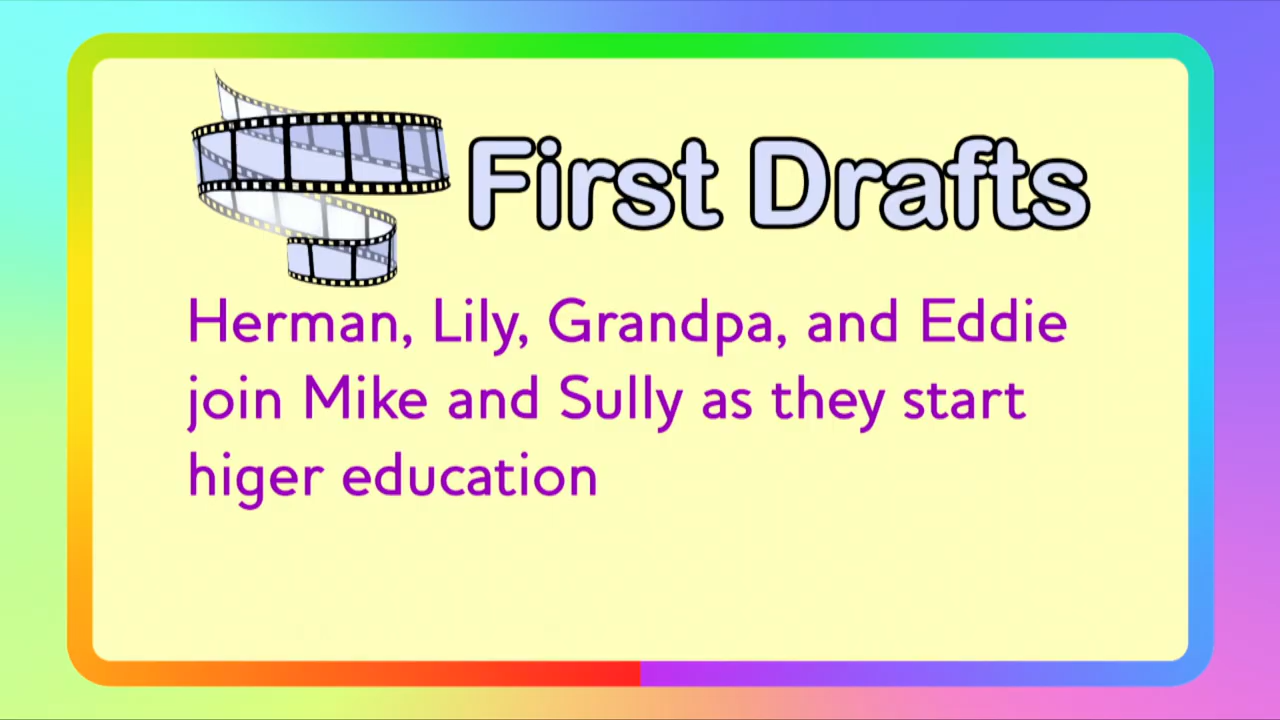 First Drafts
Herman, Lily, Grandpa, and Eddie
join Mike and Sully as they start
higer education